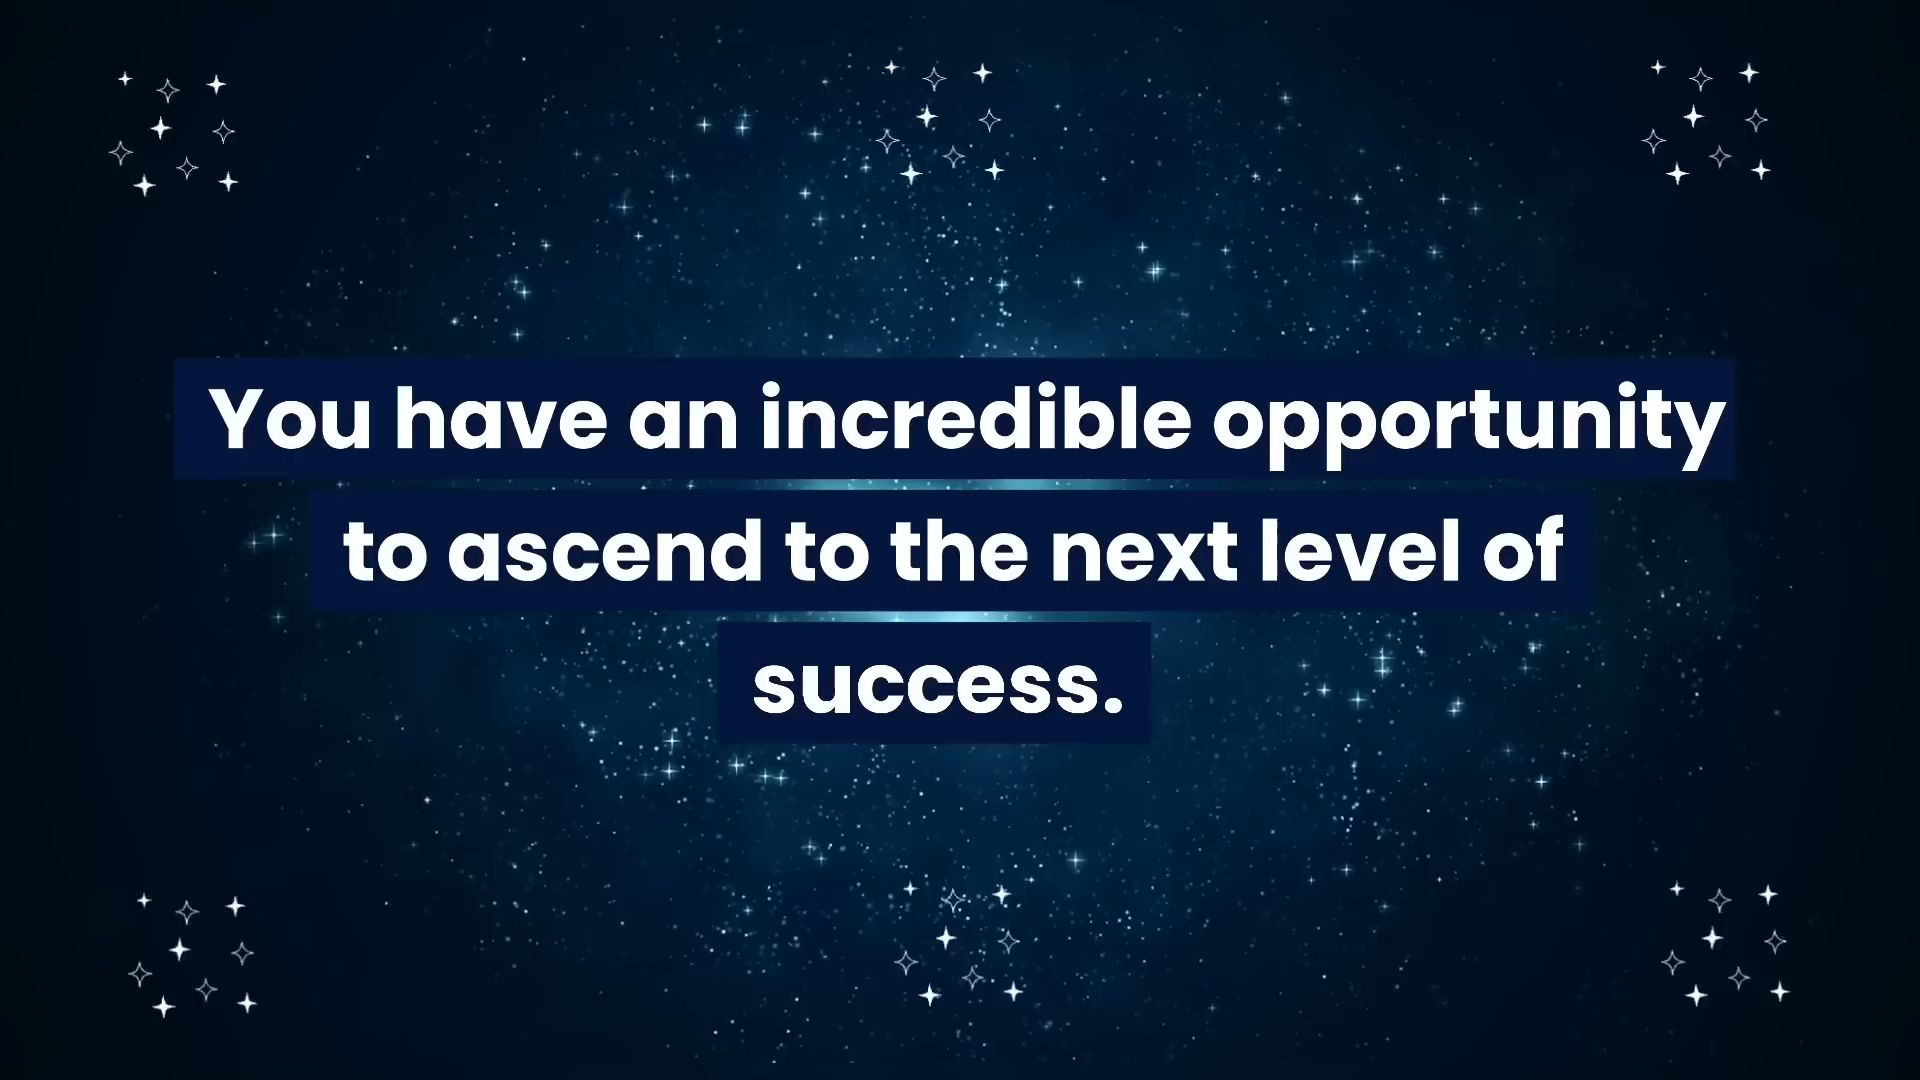 You have an incredible opportunity
to ascend to the next level of
success.